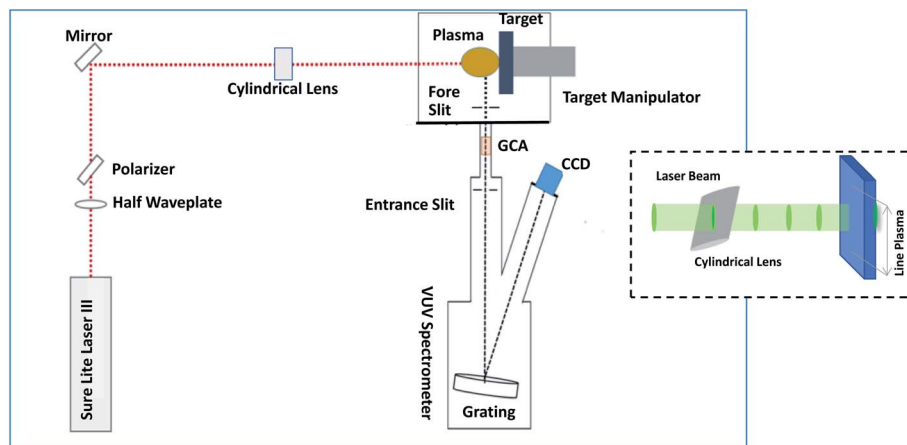 Mirror
Cylindrical Lens
Plasma
Target
Fore
Slit
Target Manipulator
Polarizer
Half Waveplate
GCA
CCD
Entrance Slit
VUV Spectrometer
Sure Lite Laser III
Grating
Laser Beam
Cylindrical Lens
Line Plasma